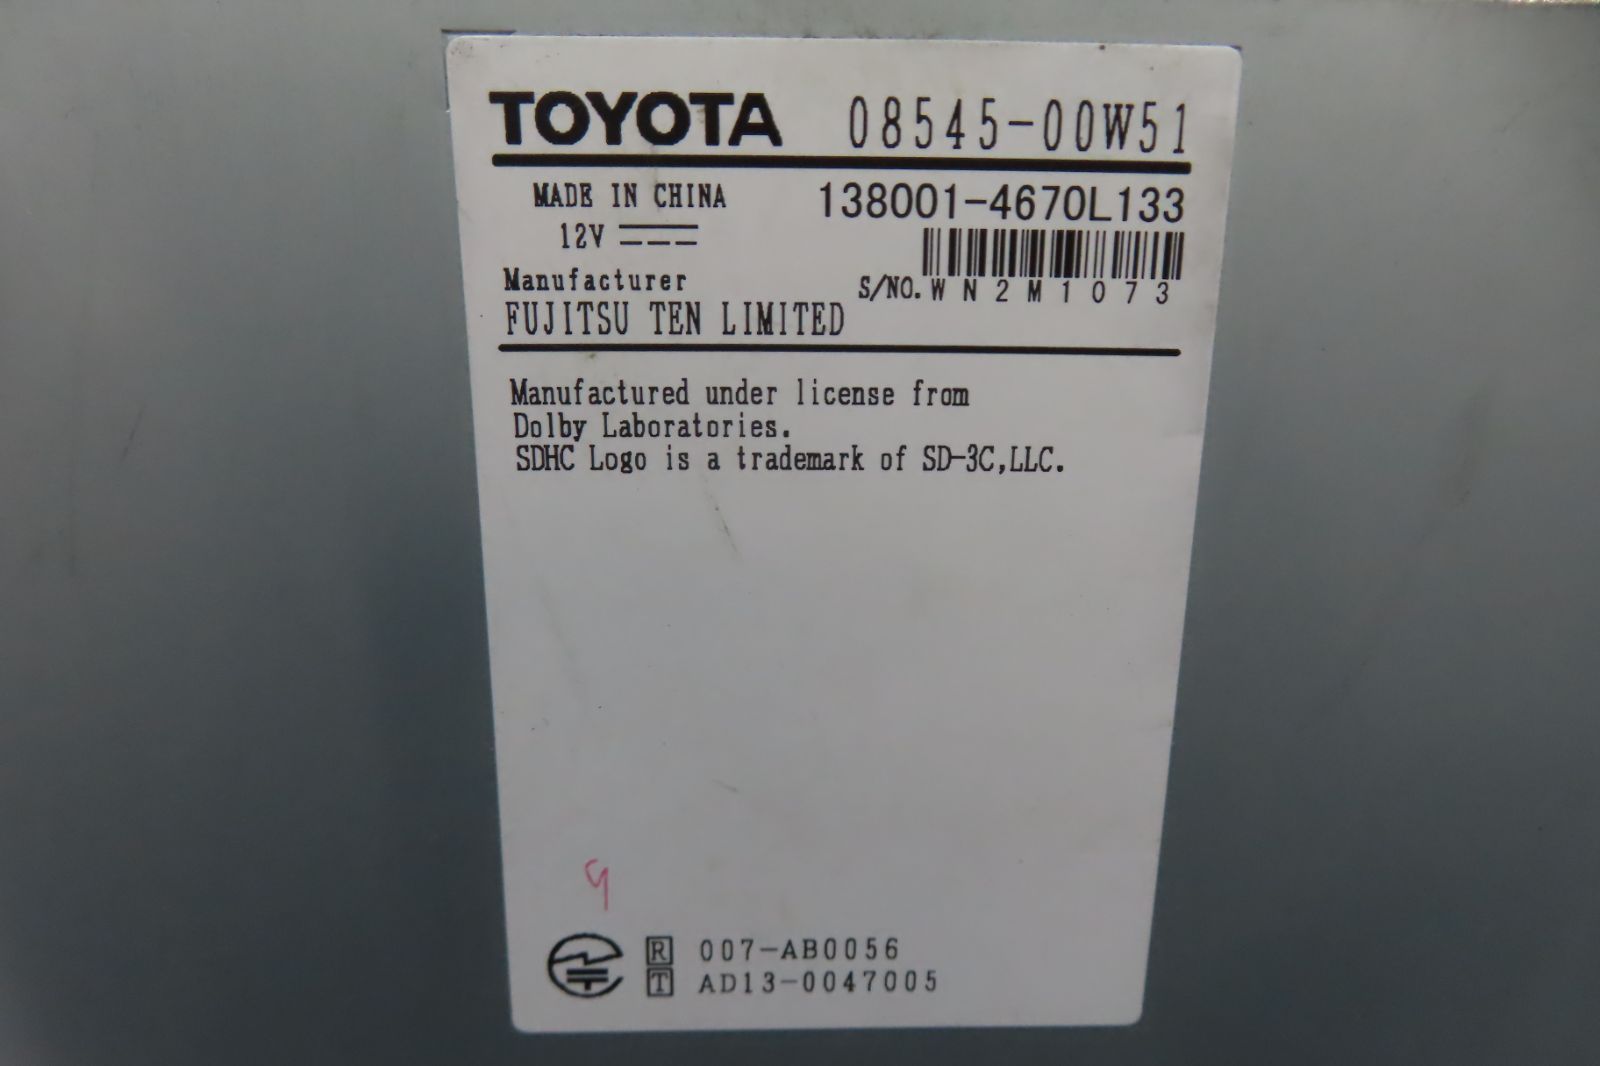 TOYOTA 08545-00W51
MADE IN CHINA 138001-4670L133
12V
S/NO. WN2M1073
Manufacturer
FUJITSU TEN LIMITED
Manufactured under license from
Dolby Laboratories.
SDHC Logo is a trademark of SD-3C,LLC.
R 007-AB0056
T AD13-0047005